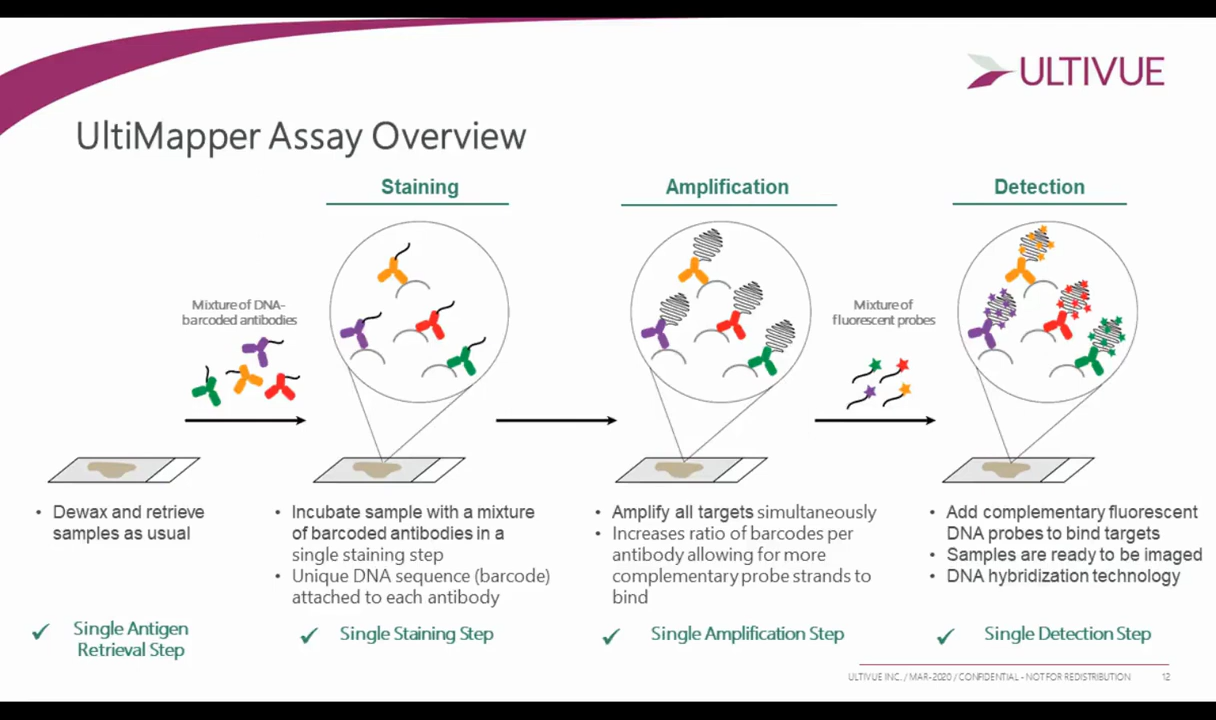 ULTIVUE
UltiMapper Assay Overview
Staining
Amplification
Detection
Mixture of DNA-
barcoded antibodies
Mixture of
fluorescent probes
• Dewax and retrieve
samples as usual
✓ Single Antigen
Retrieval Step
• Incubate sample with a mixture
of barcoded antibodies in a
single staining step
• Unique DNA sequence (barcode)
attached to each antibody
✓ Single Staining Step
• Amplify all targets simultaneously
• Increases ratio of barcodes per
antibody allowing for more
complementary probe strands to
bind
✓ Single Amplification Step
• Add complementary fluorescent
DNA probes to bind targets
• Samples are ready to be imaged
• DNA hybridization technology
✓ Single Detection Step
ULTIVUE INC. / MAR-2020 / CONFIDENTIAL - NOT FOR REDISTRIBUTION 12